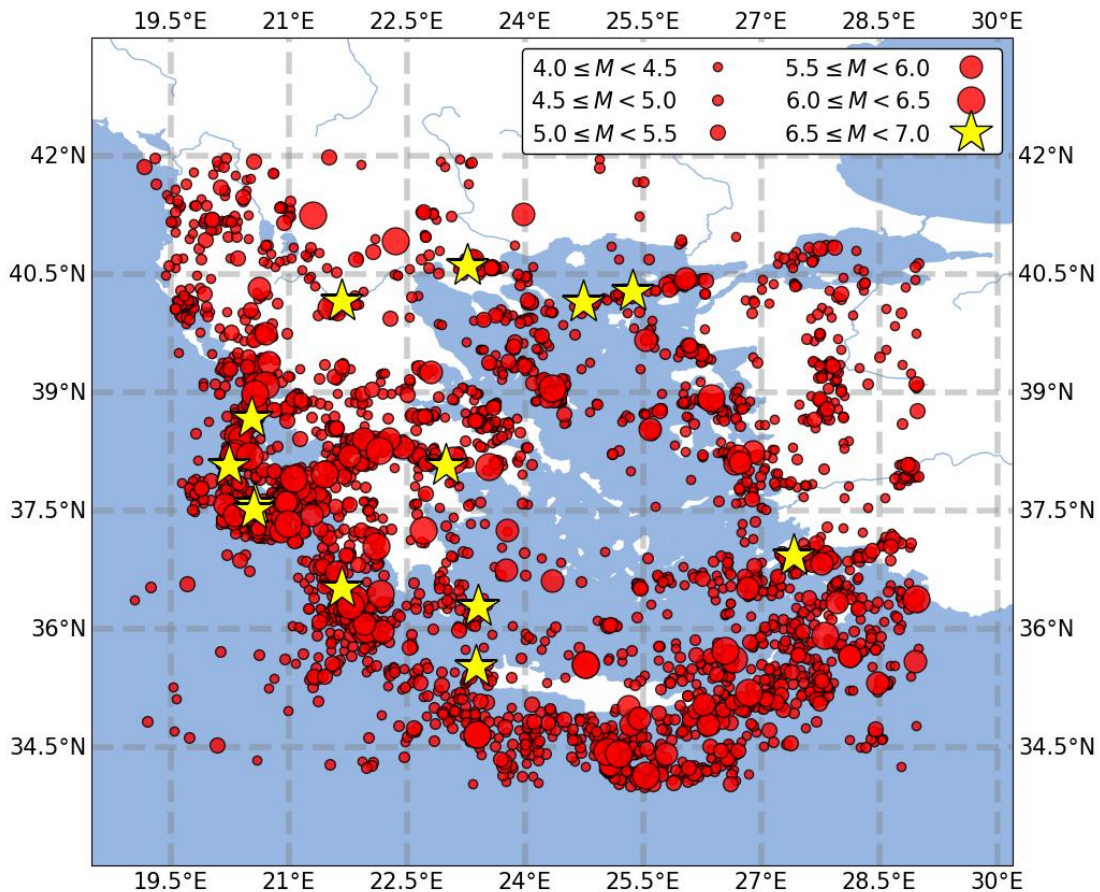 19.5°E 21°E 22.5°E 24°E 25.5°E 27°E 28.5°E 30°E
4.0 ≤ M < 4.5 5.5 ≤ M < 6.0
4.5 ≤ M < 5.0 6.0 ≤ M < 6.5
5.0 ≤ M < 5.5 6.5 ≤ M < 7.0
42°N 42°N
40.5°N 40.5°N
39°N 39°N
37.5°N 37.5°N
36°N 36°N
34.5°N 34.5°N
19.5°E 21°E 22.5°E 24°E 25.5°E 27°E 28.5°E 30°E